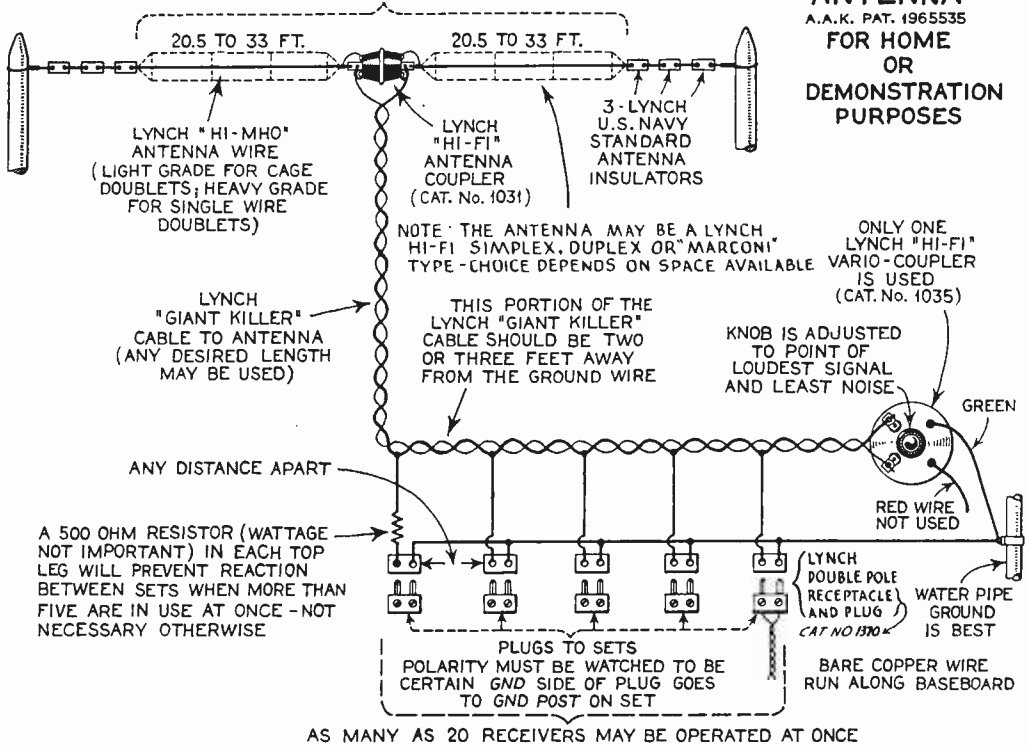 ANTENNA
A.A.K. PAT. 1965535
FOR HOME
OR
DEMONSTRATION
PURPOSES
20.5 TO 33 FT.
20.5 TO 33 FT.
LYNCH "HI-MHO"
ANTENNA WIRE
(LIGHT GRADE FOR CAGE
DOUBLETS; HEAVY GRADE
FOR SINGLE WIRE
DOUBLETS)
LYNCH
"HI-FI"
ANTENNA
COUPLER
(CAT. No. 1031)
3-LYNCH
U.S. NAVY
STANDARD
ANTENNA
INSULATORS
NOTE: THE ANTENNA MAY BE A LYNCH
HI-FI SIMPLEX, DUPLEX OR "MARCONI"
TYPE-CHOICE DEPENDS ON SPACE AVAILABLE
ONLY ONE
LYNCH "HI-FI"
VARIO-COUPLER
IS USED
(CAT. No. 1035)
LYNCH
"GIANT KILLER"
CABLE TO ANTENNA
(ANY DESIRED LENGTH
MAY BE USED)
THIS PORTION OF THE
LYNCH "GIANT KILLER"
CABLE SHOULD BE TWO
OR THREE FEET AWAY
FROM THE GROUND WIRE
KNOB IS ADJUSTED
TO POINT OF
LOUDEST SIGNAL
AND LEAST NOISE
GREEN
RED WIRE
NOT USED
ANY DISTANCE APART
A 500 OHM RESISTOR (WATTAGE
NOT IMPORTANT) IN EACH TOP
LEG WILL PREVENT REACTION
BETWEEN SETS WHEN MORE THAN
FIVE ARE IN USE AT ONCE - NOT
NECESSARY OTHERWISE
LYNCH
DOUBLE POLE
RECEPTACLE
AND PLUG
CAT NO 1370
WATER PIPE
GROUND
IS BEST
PLUGS TO SETS
POLARITY MUST BE WATCHED TO BE
CERTAIN GND SIDE OF PLUG GOES
TO GND POST ON SET
BARE COPPER WIRE
RUN ALONG BASEBOARD
AS MANY AS 20 RECEIVERS MAY BE OPERATED AT ONCE